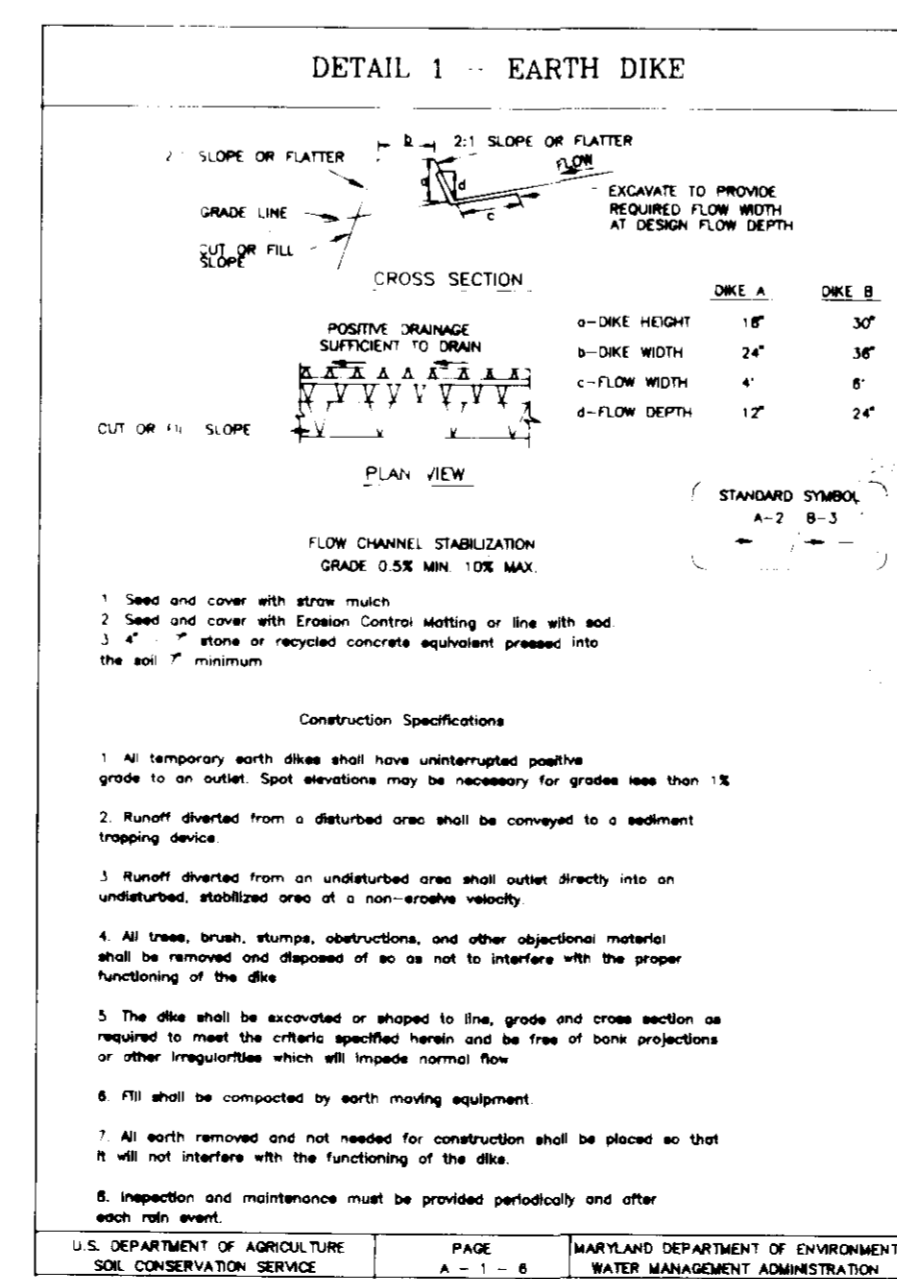 DETAIL 1 -- EARTH DIKE
b 2:1 SLOPE OR FLATTER
SLOPE OR FLATTER
FLOW
a d
c
EXCAVATE TO PROVIDE
REQUIRED FLOW WIDTH
AT DESIGN FLOW DEPTH
GRADE LINE
CUT OR FILL
SLOPE
CROSS SECTION
DIKE A DIKE B
a-DIKE HEIGHT 18" 30"
b-DIKE WIDTH 24" 36"
c-FLOW WIDTH 4' 6'
d-FLOW DEPTH 12" 24"
POSITIVE DRAINAGE
SUFFICIENT TO DRAIN
CUT OR SLOPE
PLAN VIEW
STANDARD SYMBOL
A-2 B-3
FLOW CHANNEL STABILIZATION
GRADE 0.5% MIN. 10% MAX.
1 Seed and cover with straw mulch
2 Seed and cover with Erosion Control Matting or line with sod.
3 4" - 7" stone or recycled concrete equivalent pressed into
the soil 7" minimum
Construction Specifications
1 All temporary earth dikes shall have uninterrupted positive
grade to an outlet. Spot elevations may be necessary for grades less than 1%
2. Runoff diverted from a disturbed area shall be conveyed to a sediment
trapping device.
3 Runoff diverted from an undisturbed area shall outlet directly into an
undisturbed, stabilized area at a non-erosive velocity.
4. All trees, brush, stumps, obstructions, and other objectional material
shall be removed and disposed of so as not to interfere with the proper
functioning of the dike
5 The dike shall be excavated or shaped to line, grade and cross section as
required to meet the criteria specified herein and be free of bank projections
or other irregularities which will impede normal flow
6. Fill shall be compacted by earth moving equipment.
7. All earth removed and not needed for construction shall be placed so that
it will not interfere with the functioning of the dike.
8. Inspection and maintenance must be provided periodically and after
each rain event.
U.S. DEPARTMENT OF AGRICULTURE
SOIL CONSERVATION SERVICE
PAGE
A - 1 - 6
MARYLAND DEPARTMENT OF ENVIRONMENT
WATER MANAGEMENT ADMINISTRATION